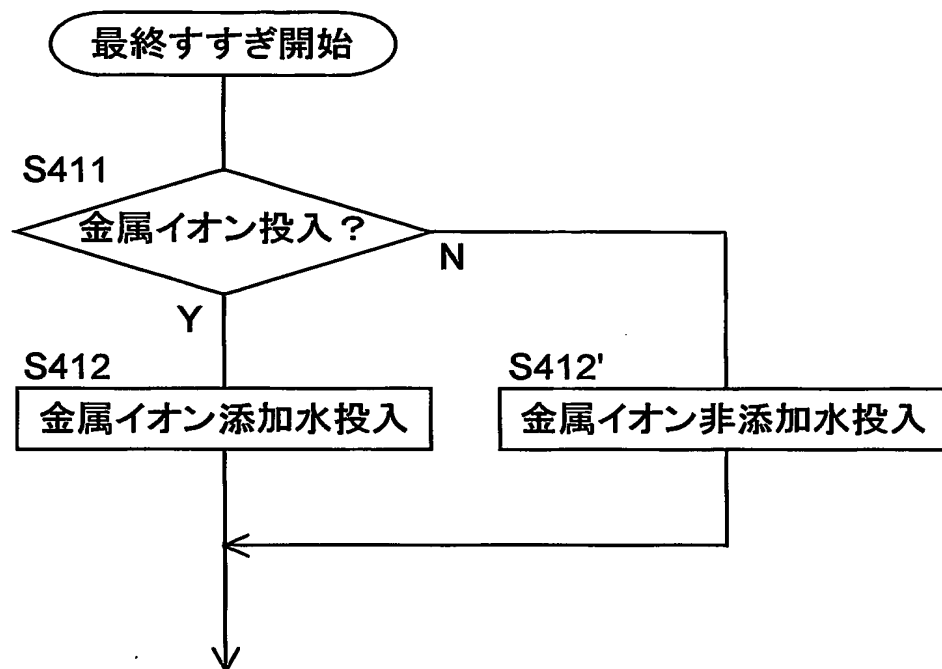 最終すすぎ開始
S411
金属イオン投入？
N
Y
S412
金属イオン添加水投入
S412'
金属イオン非添加水投入